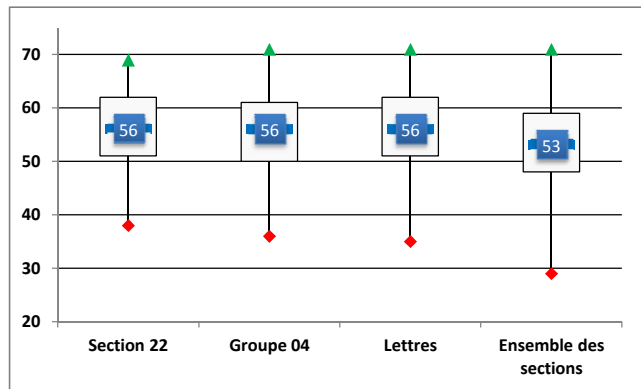 70
60
50
40
30
20
56
56
56
53
Section 22
Groupe 04
Lettres
Ensemble des
sections